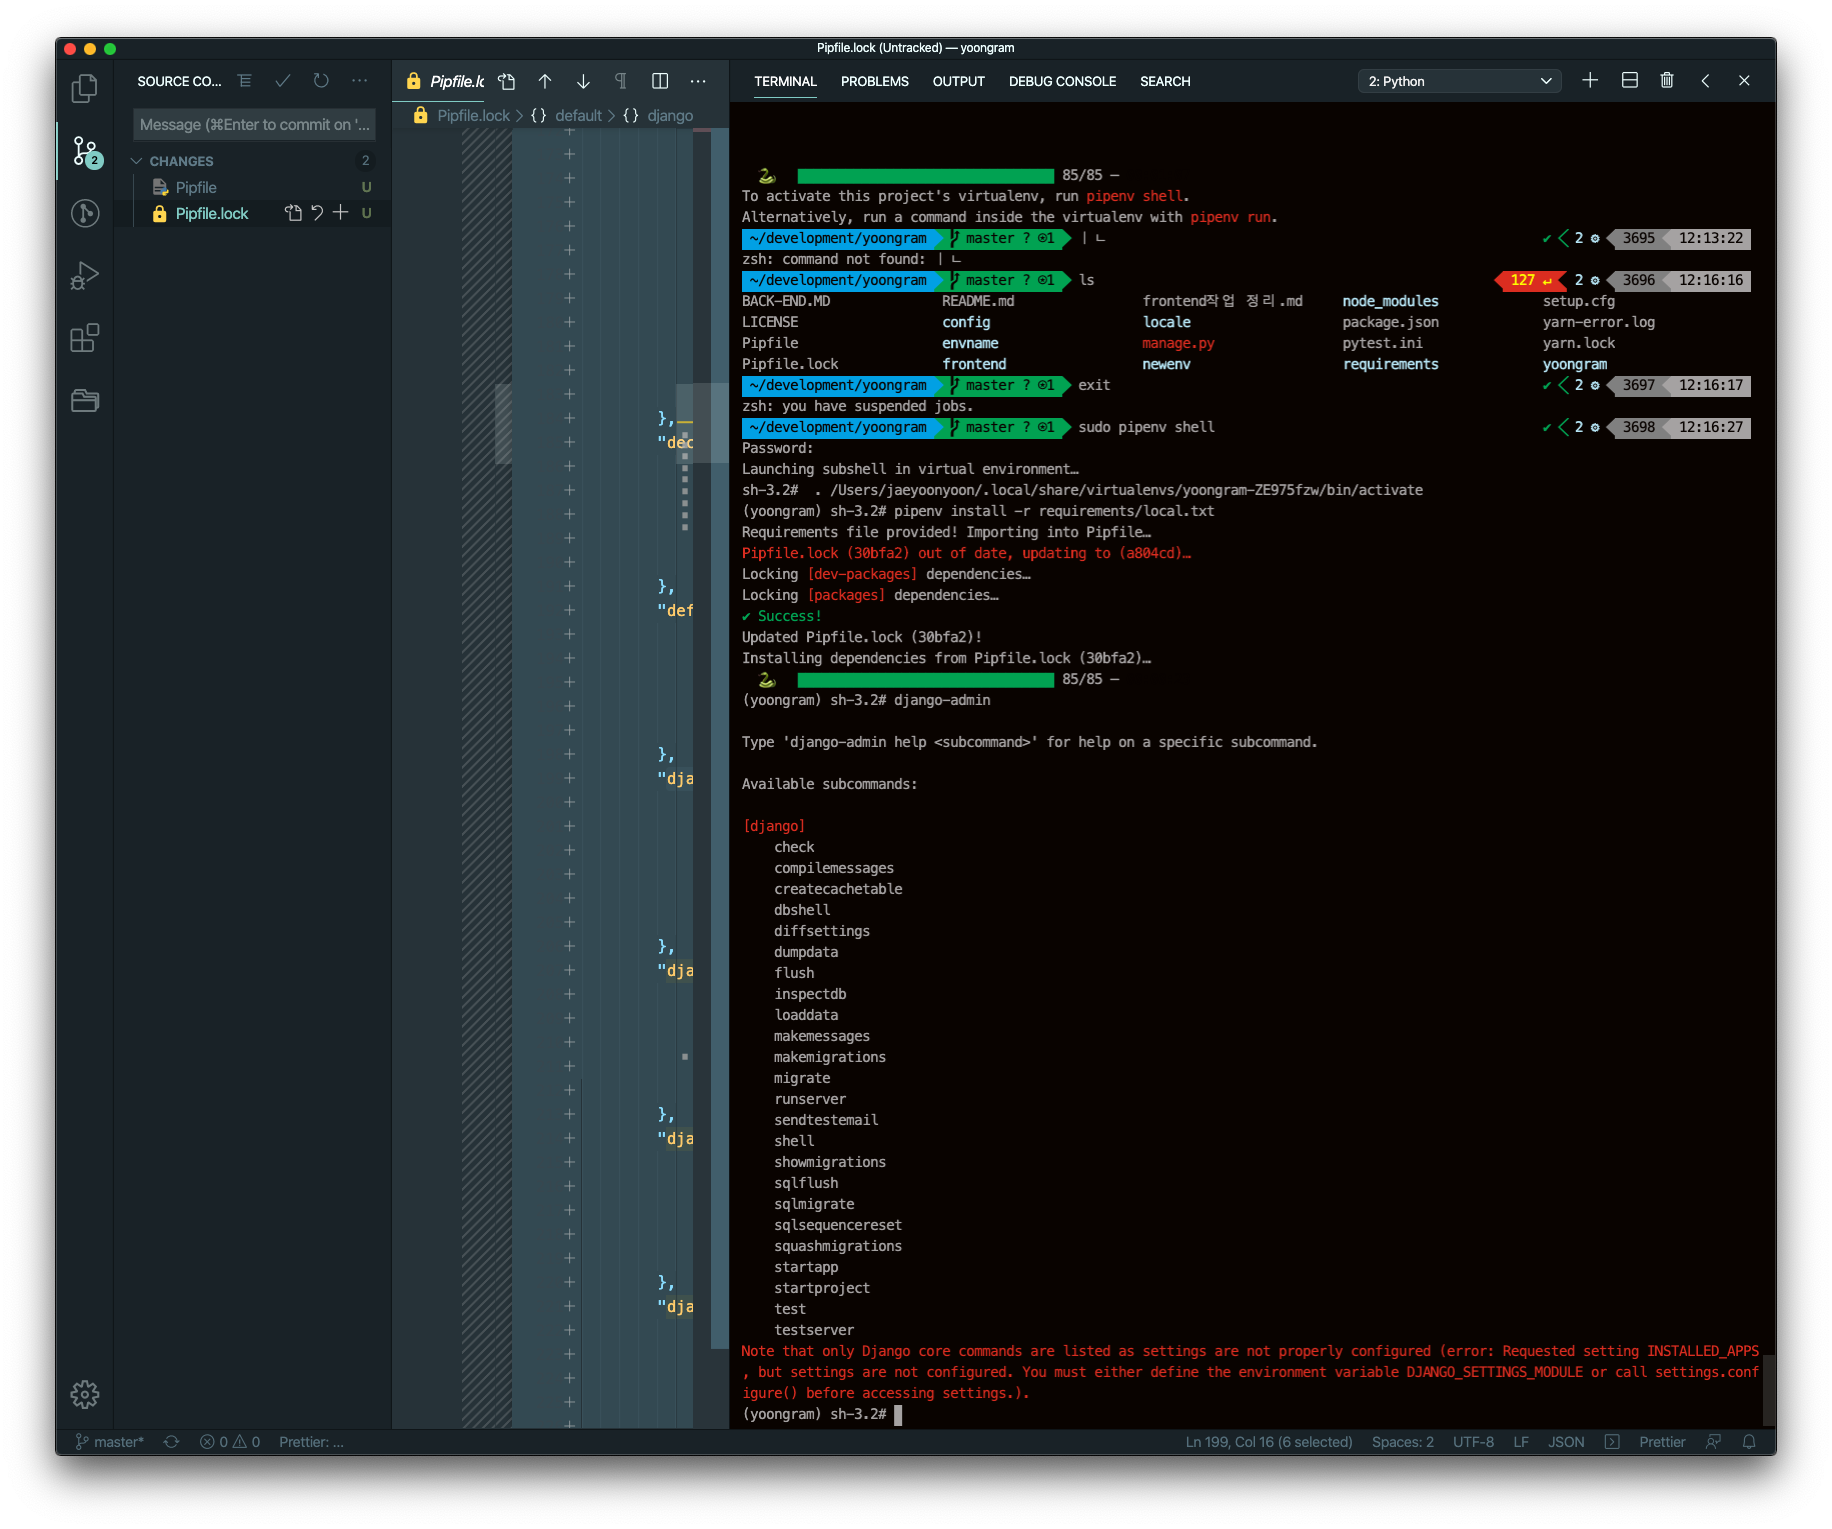 Pipfile.lock (Untracked) — yoongram
SOURCE CO...
Message (⌘Enter to commit on '...
CHANGES 2
Pipfile U
Pipfile.lock U
2
Pipfile.lc
Pipfile.lock > {} default > {} django
},
"dec
},
"def
},
"dja
},
"dja
},
"dja
},
"dja
TERMINAL PROBLEMS OUTPUT DEBUG CONSOLE SEARCH 2: Python
85/85 —
To activate this project's virtualenv, run pipenv shell.
Alternatively, run a command inside the virtualenv with pipenv run.
~/development/yoongram master ? ⊙1 ㅣㄴ ✔ 2 ⚙ 3695 12:13:22
zsh: command not found: ㅣㄴ
~/development/yoongram master ? ⊙1 ls 127 ↵ 2 ⚙ 3696 12:16:16
BACK-END.MD README.md frontend작업 정리.md node_modules setup.cfg
LICENSE config locale package.json yarn-error.log
Pipfile envname manage.py pytest.ini yarn.lock
Pipfile.lock frontend newenv requirements yoongram
~/development/yoongram master ? ⊙1 exit ✔ 2 ⚙ 3697 12:16:17
zsh: you have suspended jobs.
~/development/yoongram master ? ⊙1 sudo pipenv shell ✔ 2 ⚙ 3698 12:16:27
Password:
Launching subshell in virtual environment…
sh-3.2#  . /Users/jaeyoonyoon/.local/share/virtualenvs/yoongram-ZE975fzw/bin/activate
(yoongram) sh-3.2# pipenv install -r requirements/local.txt
Requirements file provided! Importing into Pipfile…
Pipfile.lock (30bfa2) out of date, updating to (a804cd)…
Locking [dev-packages] dependencies…
Locking [packages] dependencies…
✔ Success!
Updated Pipfile.lock (30bfa2)!
Installing dependencies from Pipfile.lock (30bfa2)…
85/85 —
(yoongram) sh-3.2# django-admin
Type 'django-admin help <subcommand>' for help on a specific subcommand.
Available subcommands:
[django]
check
compilemessages
createcachetable
dbshell
diffsettings
dumpdata
flush
inspectdb
loaddata
makemessages
makemigrations
migrate
runserver
sendtestemail
shell
showmigrations
sqlflush
sqlmigrate
sqlsequencereset
squashmigrations
startapp
startproject
test
testserver
Note that only Django core commands are listed as settings are not properly configured (error: Requested setting INSTALLED_APPS
, but settings are not configured. You must either define the environment variable DJANGO_SETTINGS_MODULE or call settings.conf
igure() before accessing settings.).
(yoongram) sh-3.2#
master* 0 0 Prettier: ... Ln 199, Col 16 (6 selected) Spaces: 2 UTF-8 LF JSON Prettier